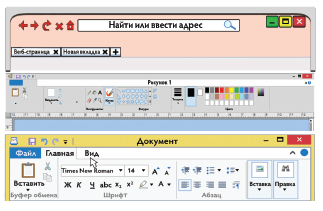 Найти или ввести адрес
Веб-страница
Новая вкладка
Рисунок 1
Документ
Файл Главная Вид
Вставить
Times New Roman 14 А А
Ж К Ч abc x₂ x² А
Вставка Правка
Буфер обмена Шрифт Абзац